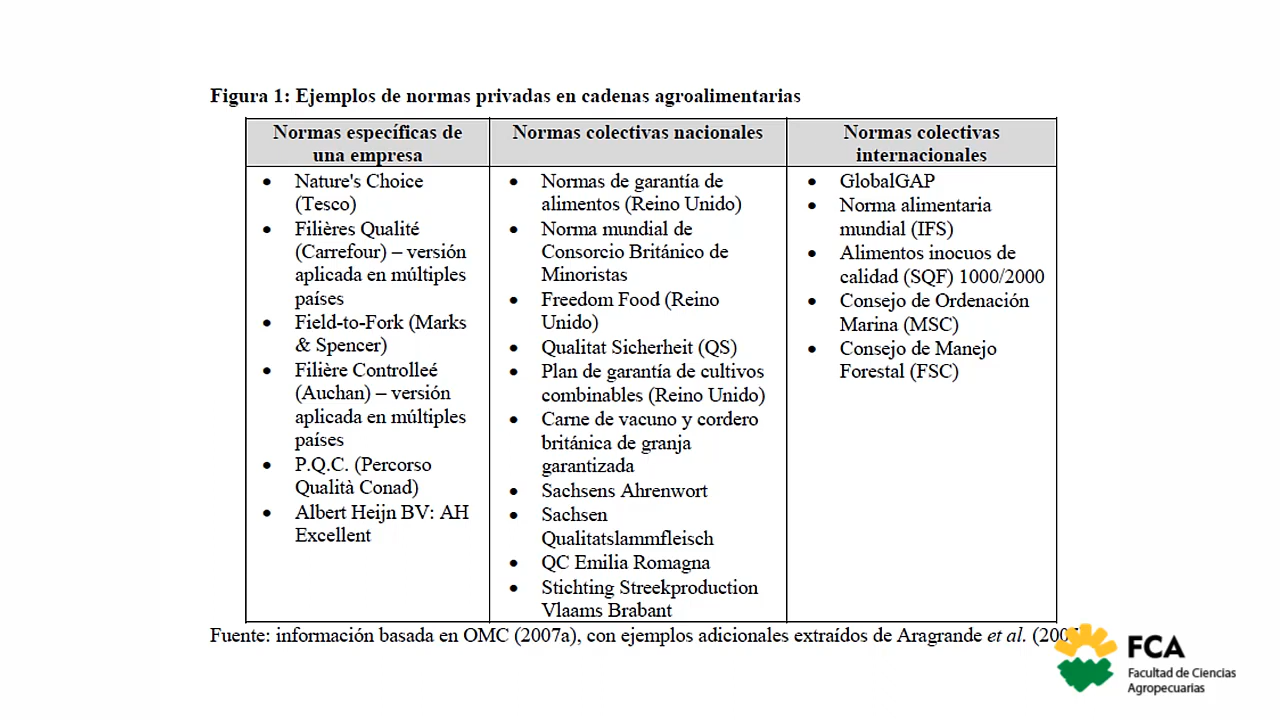 Figura 1: Ejemplos de normas privadas en cadenas agroalimentarias
Normas específicas de
una empresa
Normas colectivas nacionales
Normas colectivas
internacionales
• Nature's Choice
(Tesco)
• Filières Qualité
(Carrefour) – versión
aplicada en múltiples
países
• Field-to-Fork (Marks
& Spencer)
• Filière Controlleé
(Auchan) – versión
aplicada en múltiples
países
• P.Q.C. (Percorso
Qualità Conad)
• Albert Heijn BV: AH
Excellent
• Normas de garantía de
alimentos (Reino Unido)
• Norma mundial de
Consorcio Británico de
Minoristas
• Freedom Food (Reino
Unido)
• Qualitat Sicherheit (QS)
• Plan de garantía de cultivos
combinables (Reino Unido)
• Carne de vacuno y cordero
británica de granja
garantizada
• Sachsens Ahrenwort
• Sachsen
Qualitatslammfleisch
• QC Emilia Romagna
• Stichting Streekproduction
Vlaams Brabant
• GlobalGAP
• Norma alimentaria
mundial (IFS)
• Alimentos inocuos de
calidad (SQF) 1000/2000
• Consejo de Ordenación
Marina (MSC)
• Consejo de Manejo
Forestal (FSC)
Fuente: información basada en OMC (2007a), con ejemplos adicionales extraídos de Aragrande et al.
FCA
Facultad de Ciencias
Agropecuarias